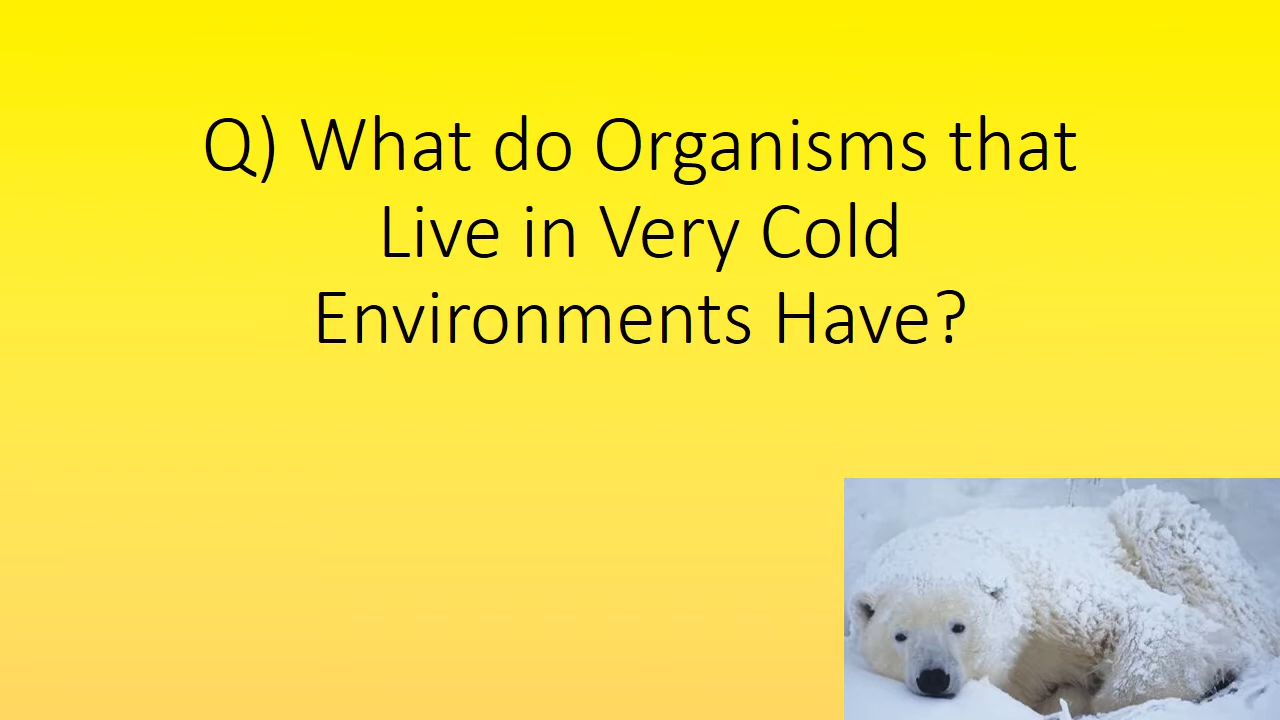 Q) What do Organisms that
Live in Very Cold
Environments Have?